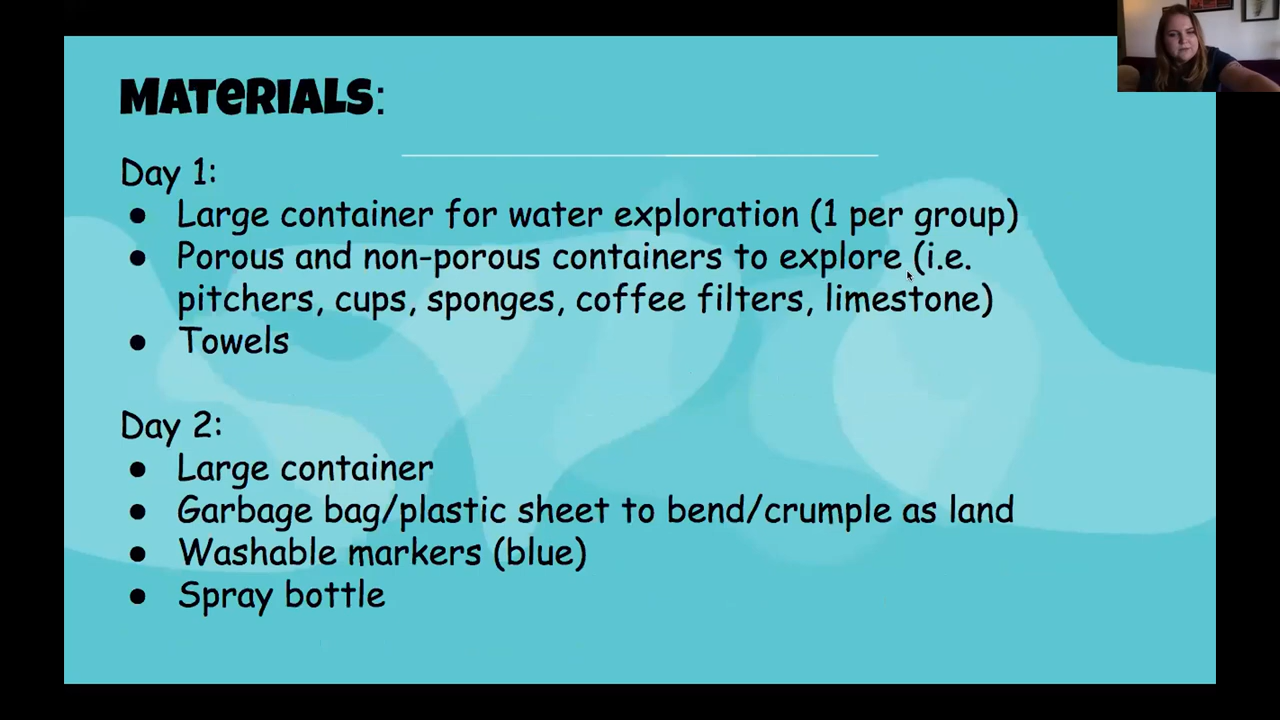 MATERIALS:
Day 1:
● Large container for water exploration (1 per group)
● Porous and non-porous containers to explore (i.e.
pitchers, cups, sponges, coffee filters, limestone)
● Towels
Day 2:
● Large container
● Garbage bag/plastic sheet to bend/crumple as land
● Washable markers (blue)
● Spray bottle